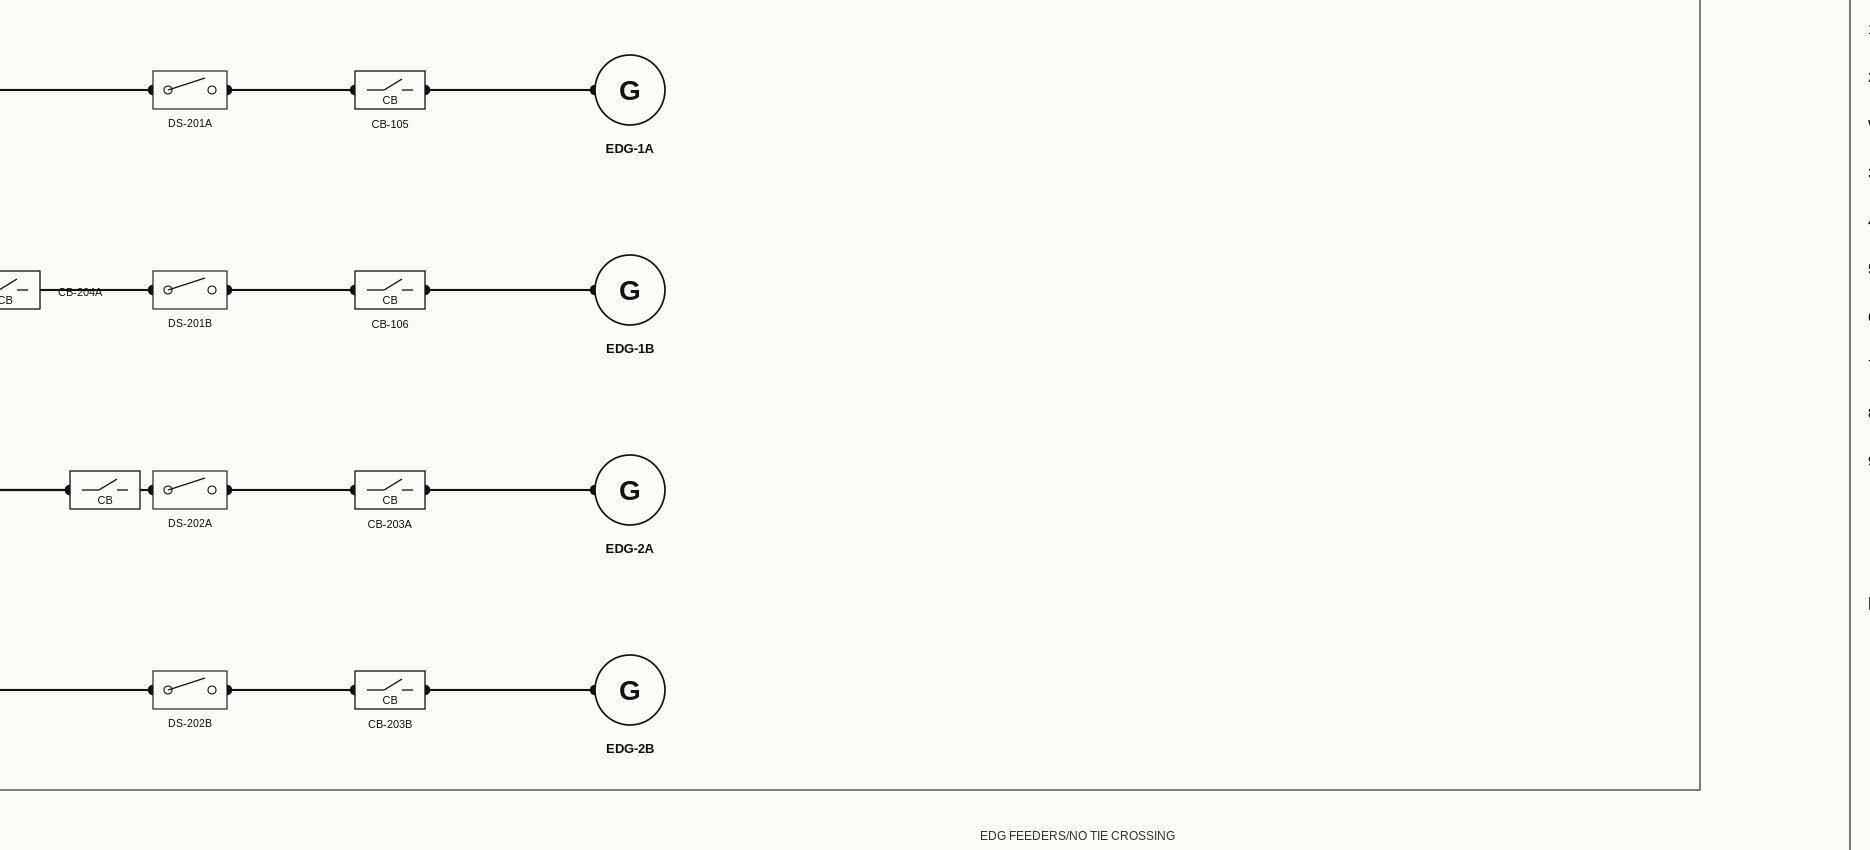 CB
DS-201A
CB-105
G
EDG-1A
CB
CB-204A
DS-201B
CB
CB-106
G
EDG-1B
CB
DS-202A
CB
CB-203A
G
EDG-2A
DS-202B
CB
CB-203B
G
EDG-2B
EDG FEEDERS/NO TIE CROSSING